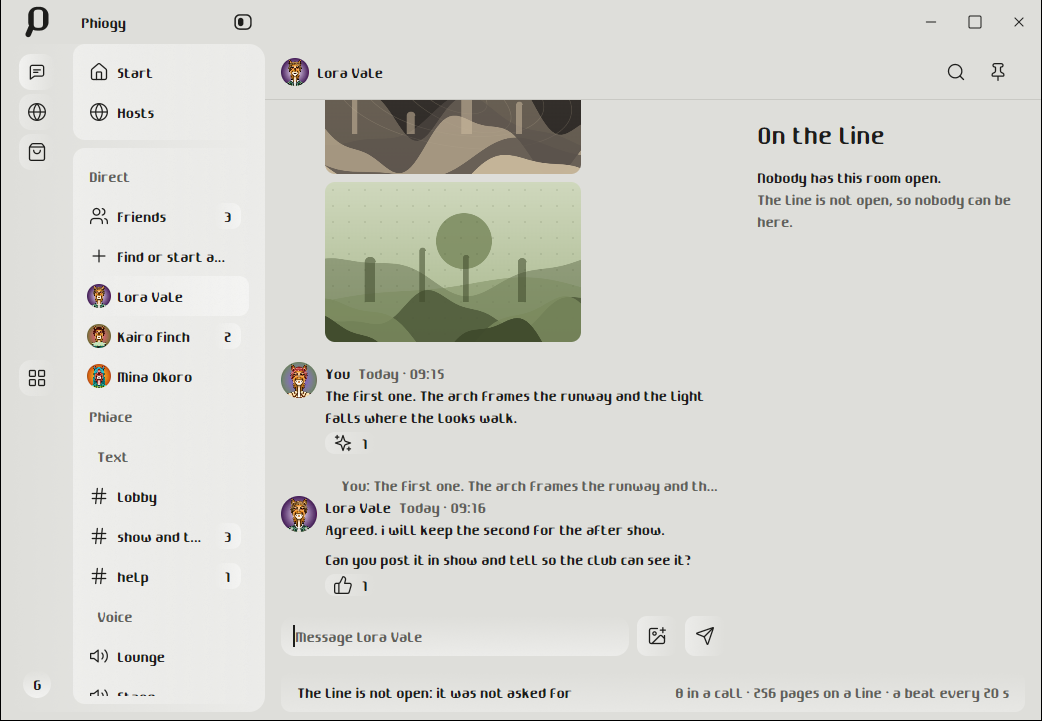 Phiogy
Start
Hosts
Direct
Friends 3
Find or start a...
Lora Vale
Kairo Finch 2
Mina Okoro
Phiace
Text
Lobby
show and t... 3
help 1
Voice
Lounge
6
Lora Vale
You Today · 09:15
The first one. The arch frames the runway and the light
falls where the looks walk.
1
You: The first one. The arch frames the runway and th...
Lora Vale Today · 09:16
Agreed. i will keep the second for the after show.
Can you post it in show and tell so the club can see it?
1
Message Lora Vale
The Line is not open: it was not asked for
0 in a call · 256 pages on a line · a beat every 20 s
On the Line
Nobody has this room open.
The Line is not open, so nobody can be
here.